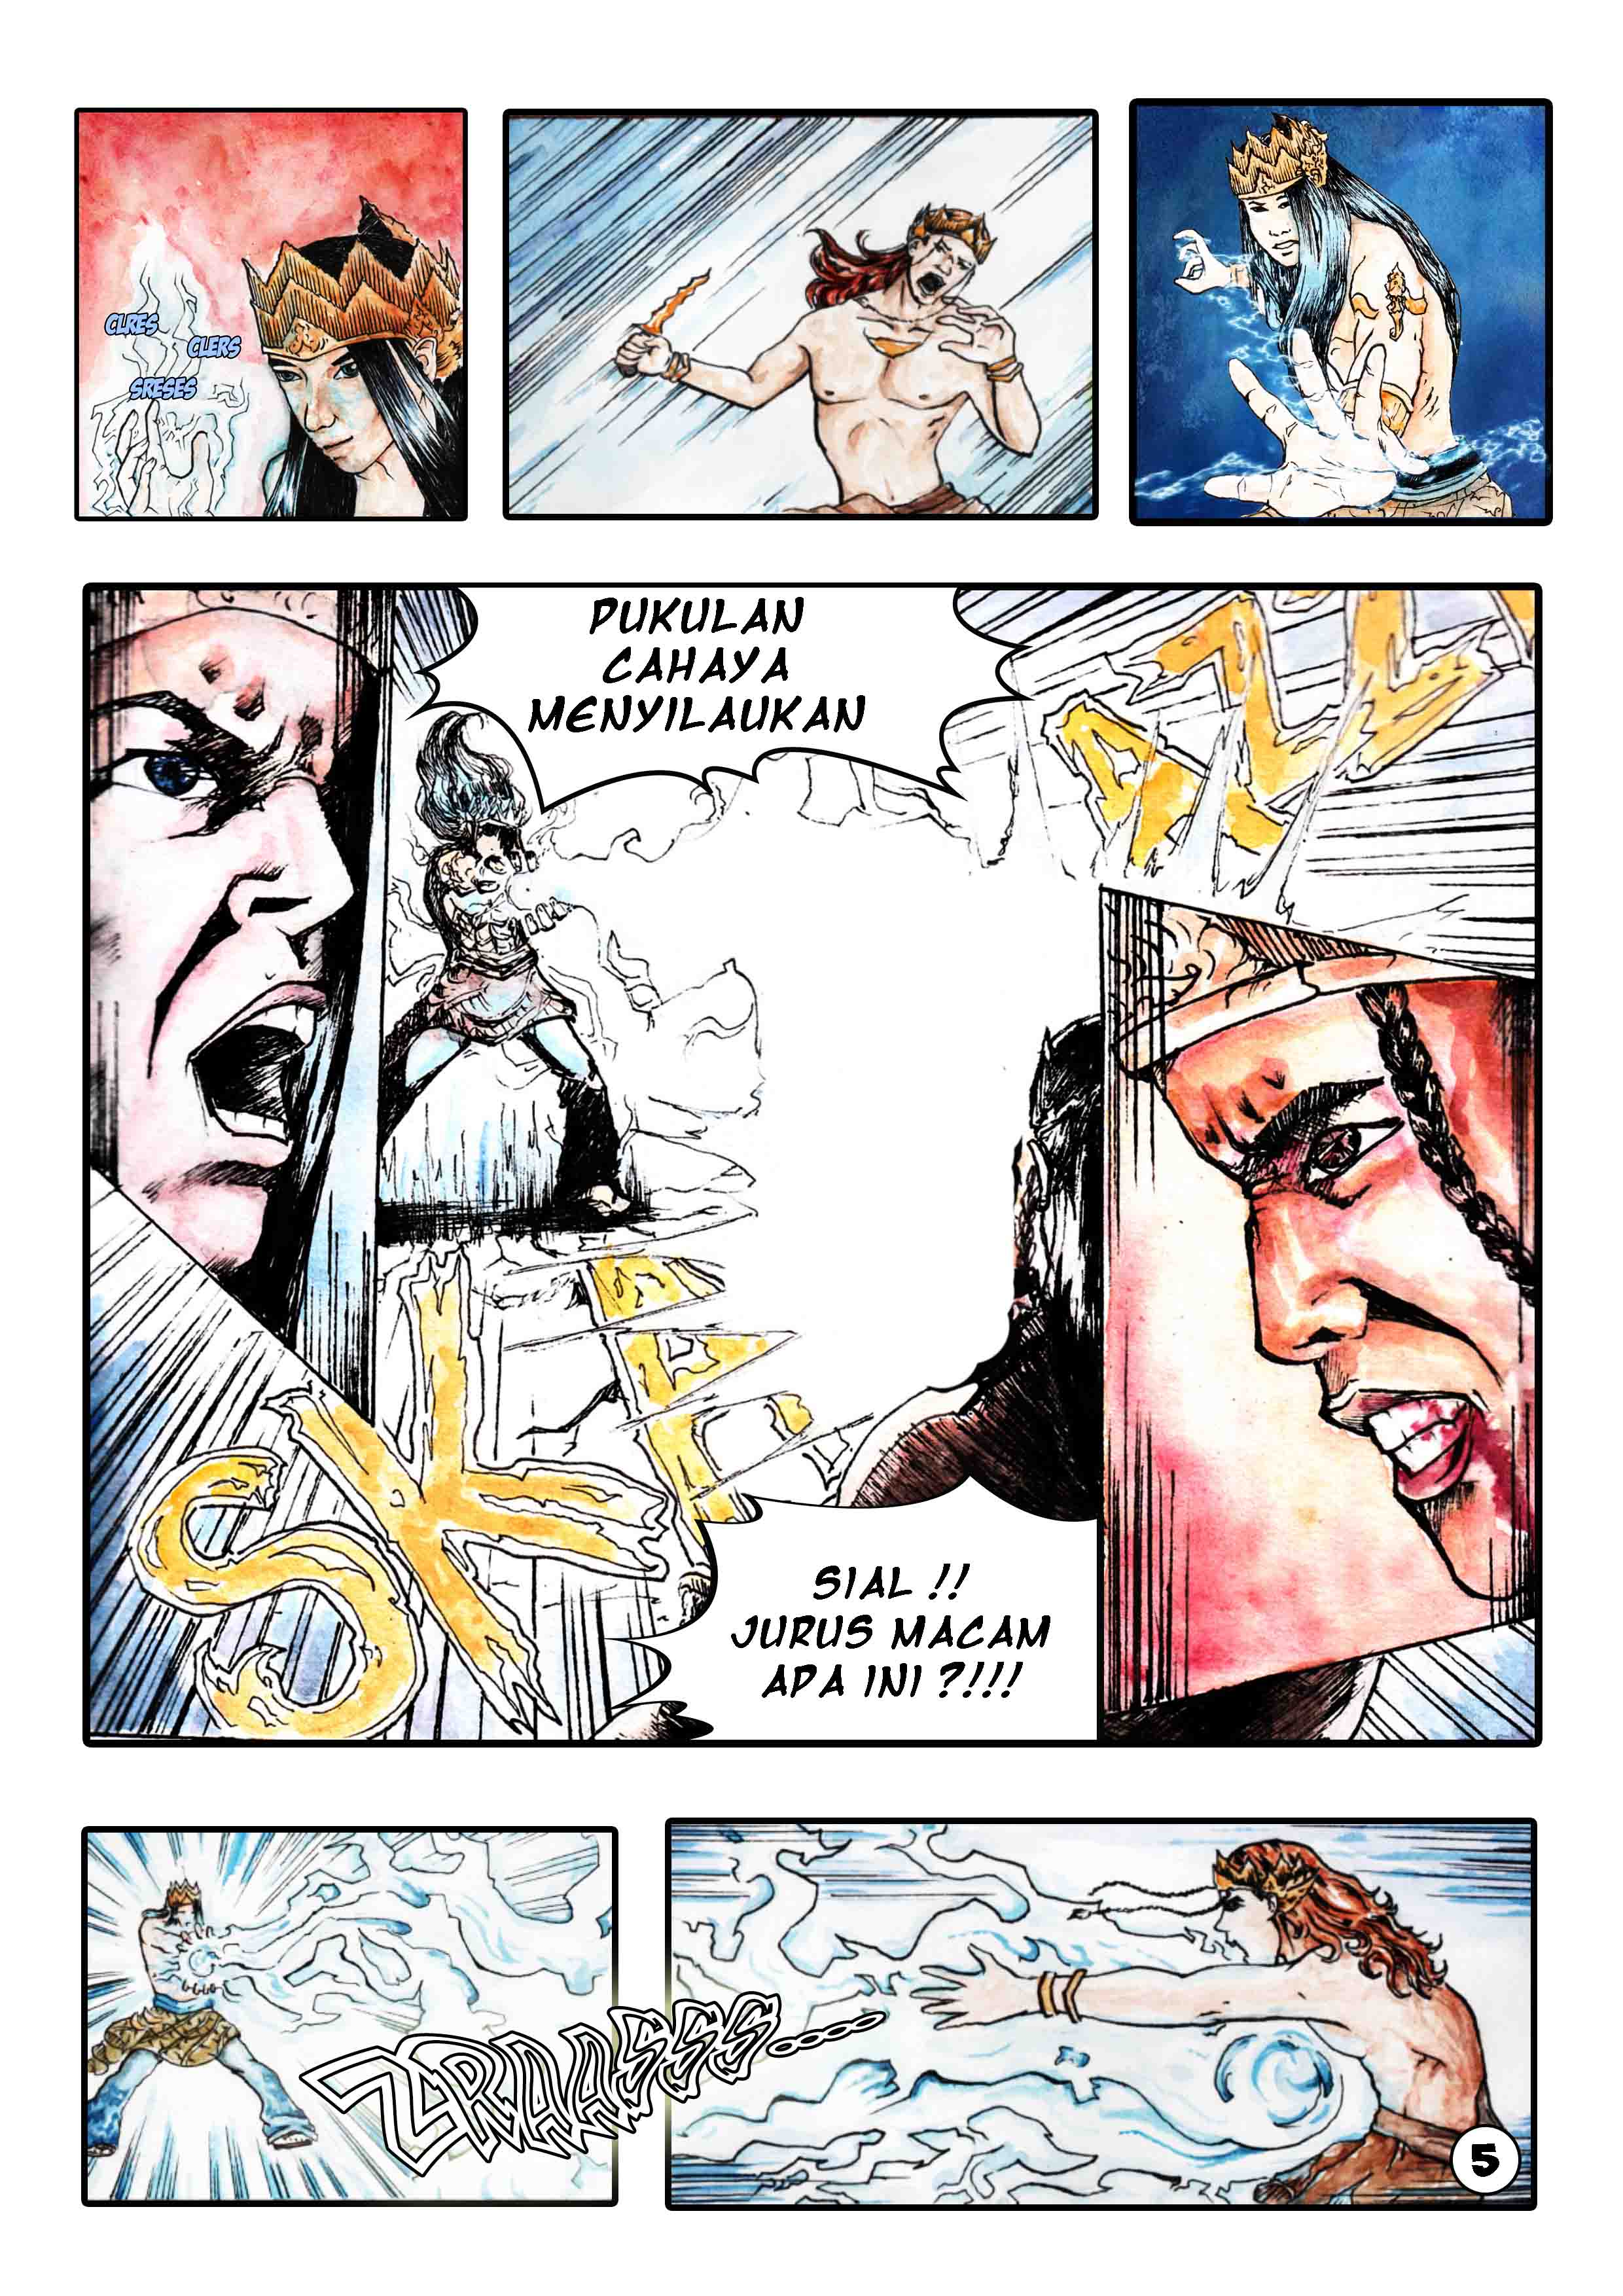 CLRES
CLERS
SRESES
PUKULAN
CAHAYA
MENYILAUKAN
SIAL !!
JURUS MACAM
APA INI ?!!!
ZRAASSS....
5